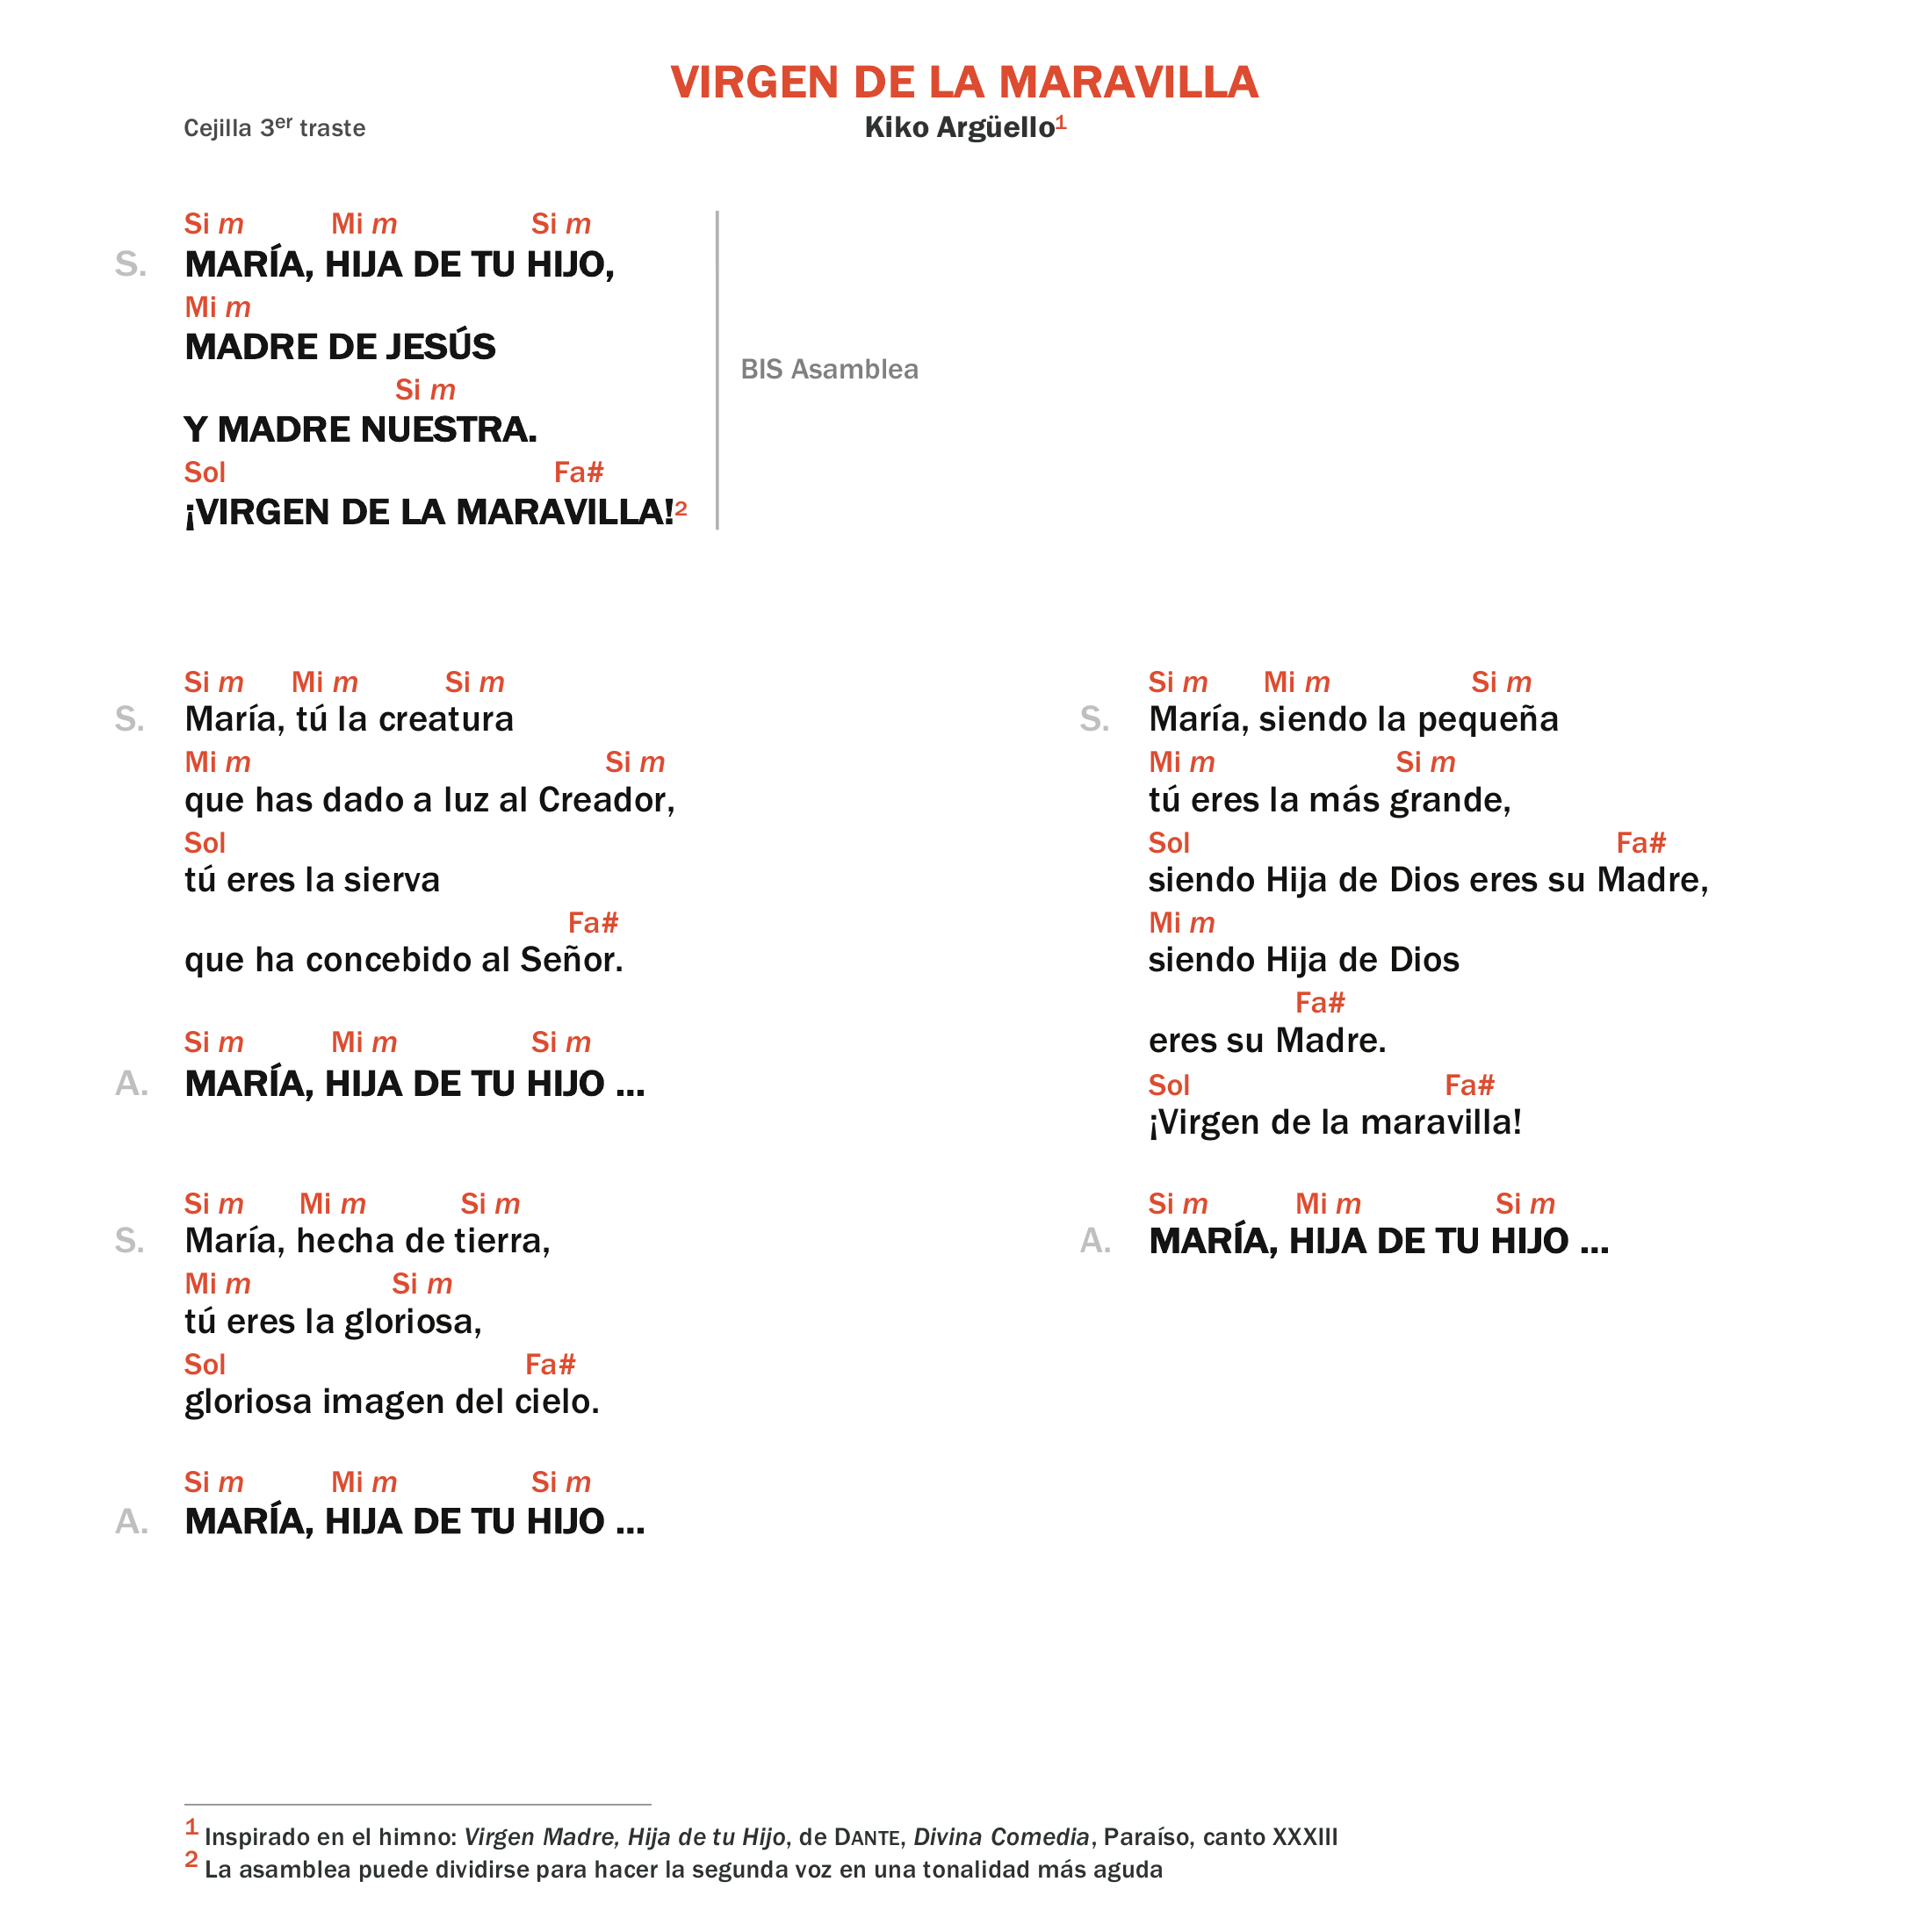 VIRGEN DE LA MARAVILLA
Cejilla 3er traste
Kiko Argüello1
Si m Mi m Si m
S. MARÍA, HIJA DE TU HIJO,
Mi m
MADRE DE JESÚS
Si m
Y MADRE NUESTRA.
Sol Fa#
¡VIRGEN DE LA MARAVILLA!2
BIS Asamblea
Si m Mi m Si m
S. María, tú la creatura
Mi m Si m
que has dado a luz al Creador,
Sol
tú eres la sierva
Fa#
que ha concebido al Señor.
Si m Mi m Si m
A. MARÍA, HIJA DE TU HIJO ...
Si m Mi m Si m
S. María, hecha de tierra,
Mi m Si m
tú eres la gloriosa,
Sol Fa#
gloriosa imagen del cielo.
Si m Mi m Si m
A. MARÍA, HIJA DE TU HIJO ...
Si m Mi m Si m
S. María, siendo la pequeña
Mi m Si m
tú eres la más grande,
Sol Fa#
siendo Hija de Dios eres su Madre,
Mi m
siendo Hija de Dios
Fa#
eres su Madre.
Sol Fa#
¡Virgen de la maravilla!
Si m Mi m Si m
A. MARÍA, HIJA DE TU HIJO ...
1 Inspirado en el himno: Virgen Madre, Hija de tu Hijo, de DANTE, Divina Comedia, Paraíso, canto XXXIII
2 La asamblea puede dividirse para hacer la segunda voz en una tonalidad más aguda